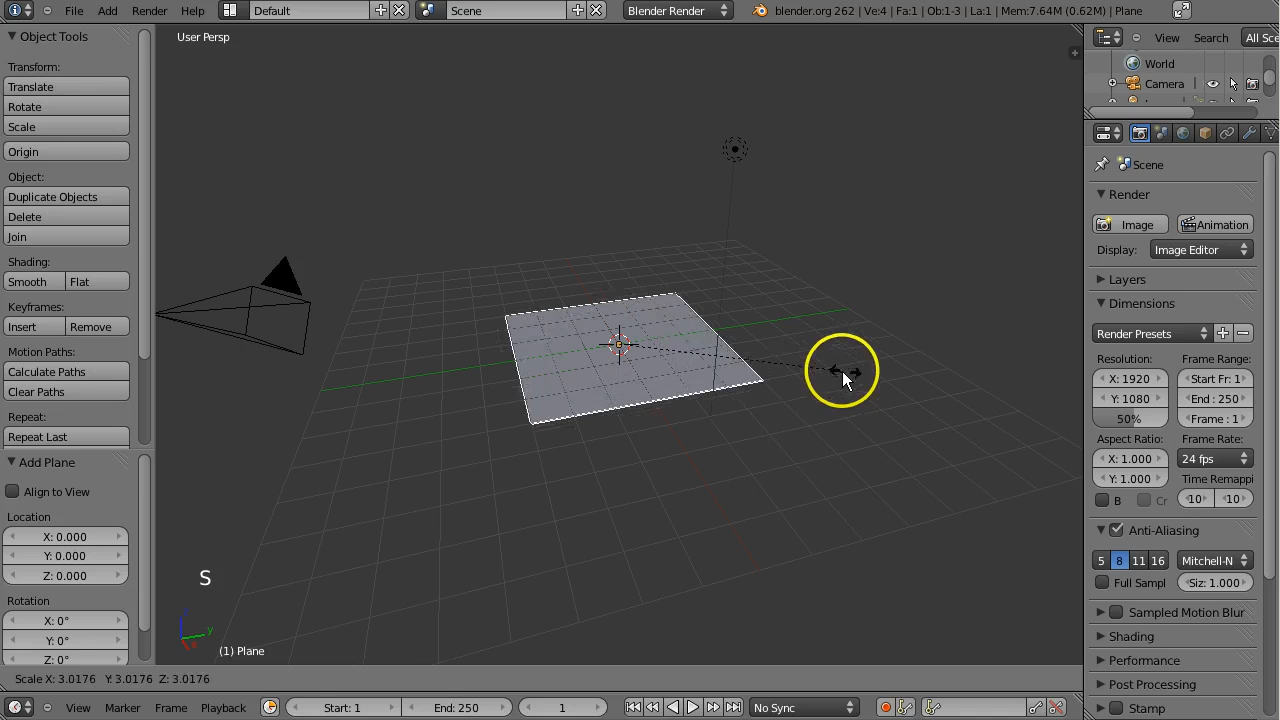 File Add Render Help Default Scene Blender Render blender.org 262 | Ve:4 | Fa:1 | Ob:1-3 | La:1 | Mem:7.64M (0.62M) | Plane
Object Tools
Transform:
Translate
Rotate
Scale
Origin
Object:
Duplicate Objects
Delete
Join
Shading:
Smooth Flat
Keyframes:
Insert Remove
Motion Paths:
Calculate Paths
Clear Paths
Repeat:
Repeat Last
Add Plane
Align to View
Location
X: 0.000
Y: 0.000
Z: 0.000
Rotation
X: 0°
Y: 0°
Z: 0°
User Persp
S
y
(1) Plane
Scale X: 3.0176 Y: 3.0176 Z: 3.0176
View Search All Sce
World
Camera
Scene
Render
Image Animation
Display: Image Editor
Layers
Dimensions
Render Presets
Resolution: Frame Range:
X: 1920 Start Fr: 1
Y: 1080 End : 250
50% Frame : 1
Aspect Ratio: Frame Rate:
X: 1.000 24 fps
Y: 1.000 Time Remappi
B Cr 10 10
Anti-Aliasing
5 8 11 16 Mitchell-N
Full Sampl Siz: 1.000
Sampled Motion Blur
Shading
Performance
Post Processing
Stamp
View Marker Frame Playback Start: 1 End: 250 1 No Sync